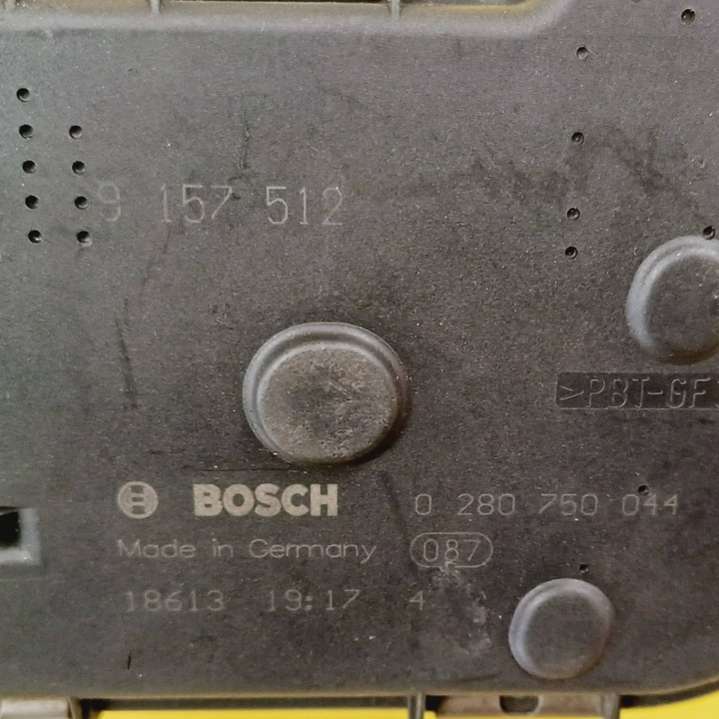 9 157 512
>PBT-GF
BOSCH 0 280 750 044
Made in Germany 087
18613 19:17 4